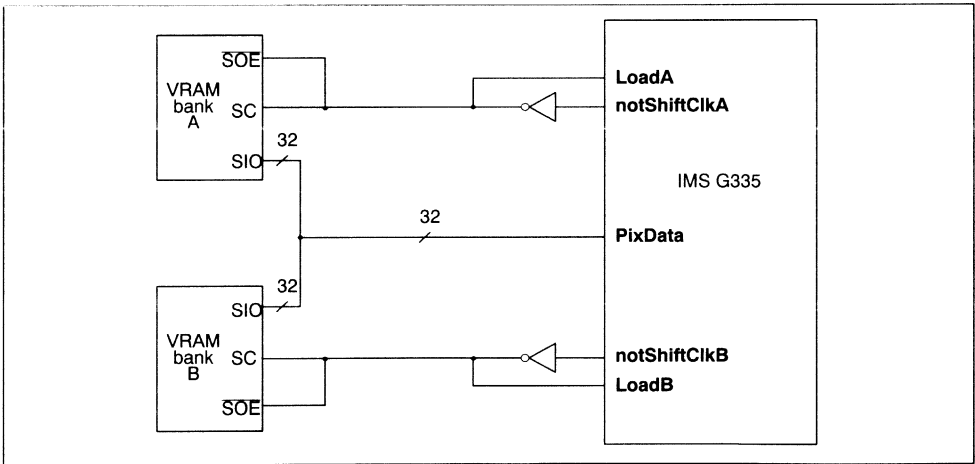 SOE
VRAM
bank
A
SC
SIO
32
LoadA
notShiftClkA
IMS G335
32
PixData
32
SIO
VRAM
bank
B
SC
SOE
notShiftClkB
LoadB